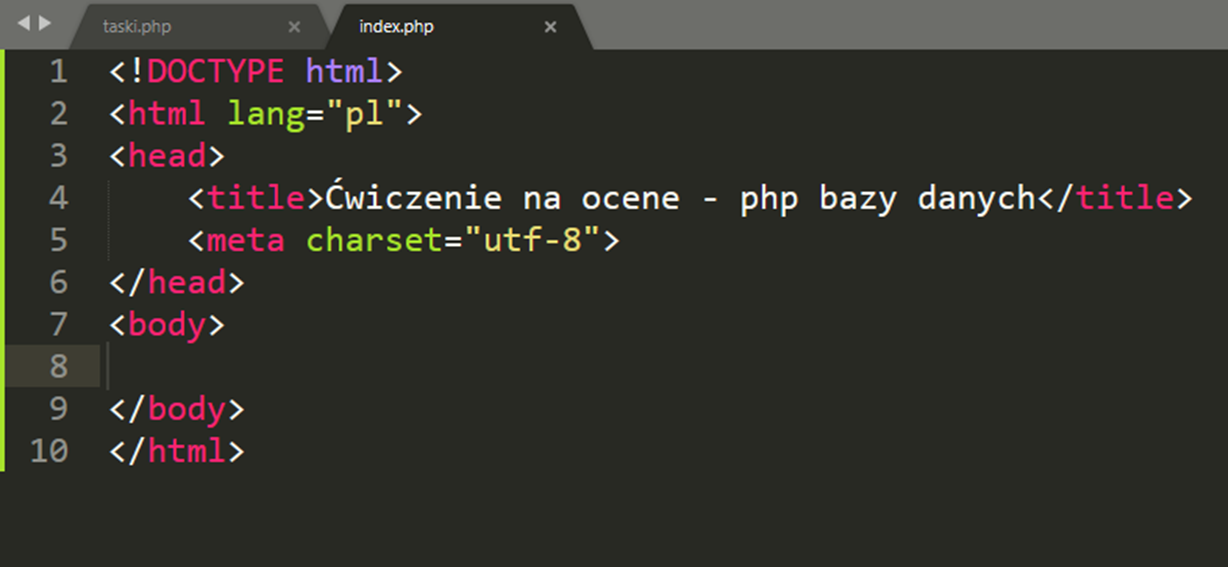 taski.php × index.php ×
1 <!DOCTYPE html>
2 <html lang="pl">
3 <head>
4     <title>Ćwiczenie na ocene - php bazy danych</title>
5     <meta charset="utf-8">
6 </head>
7 <body>
8
9 </body>
10 </html>